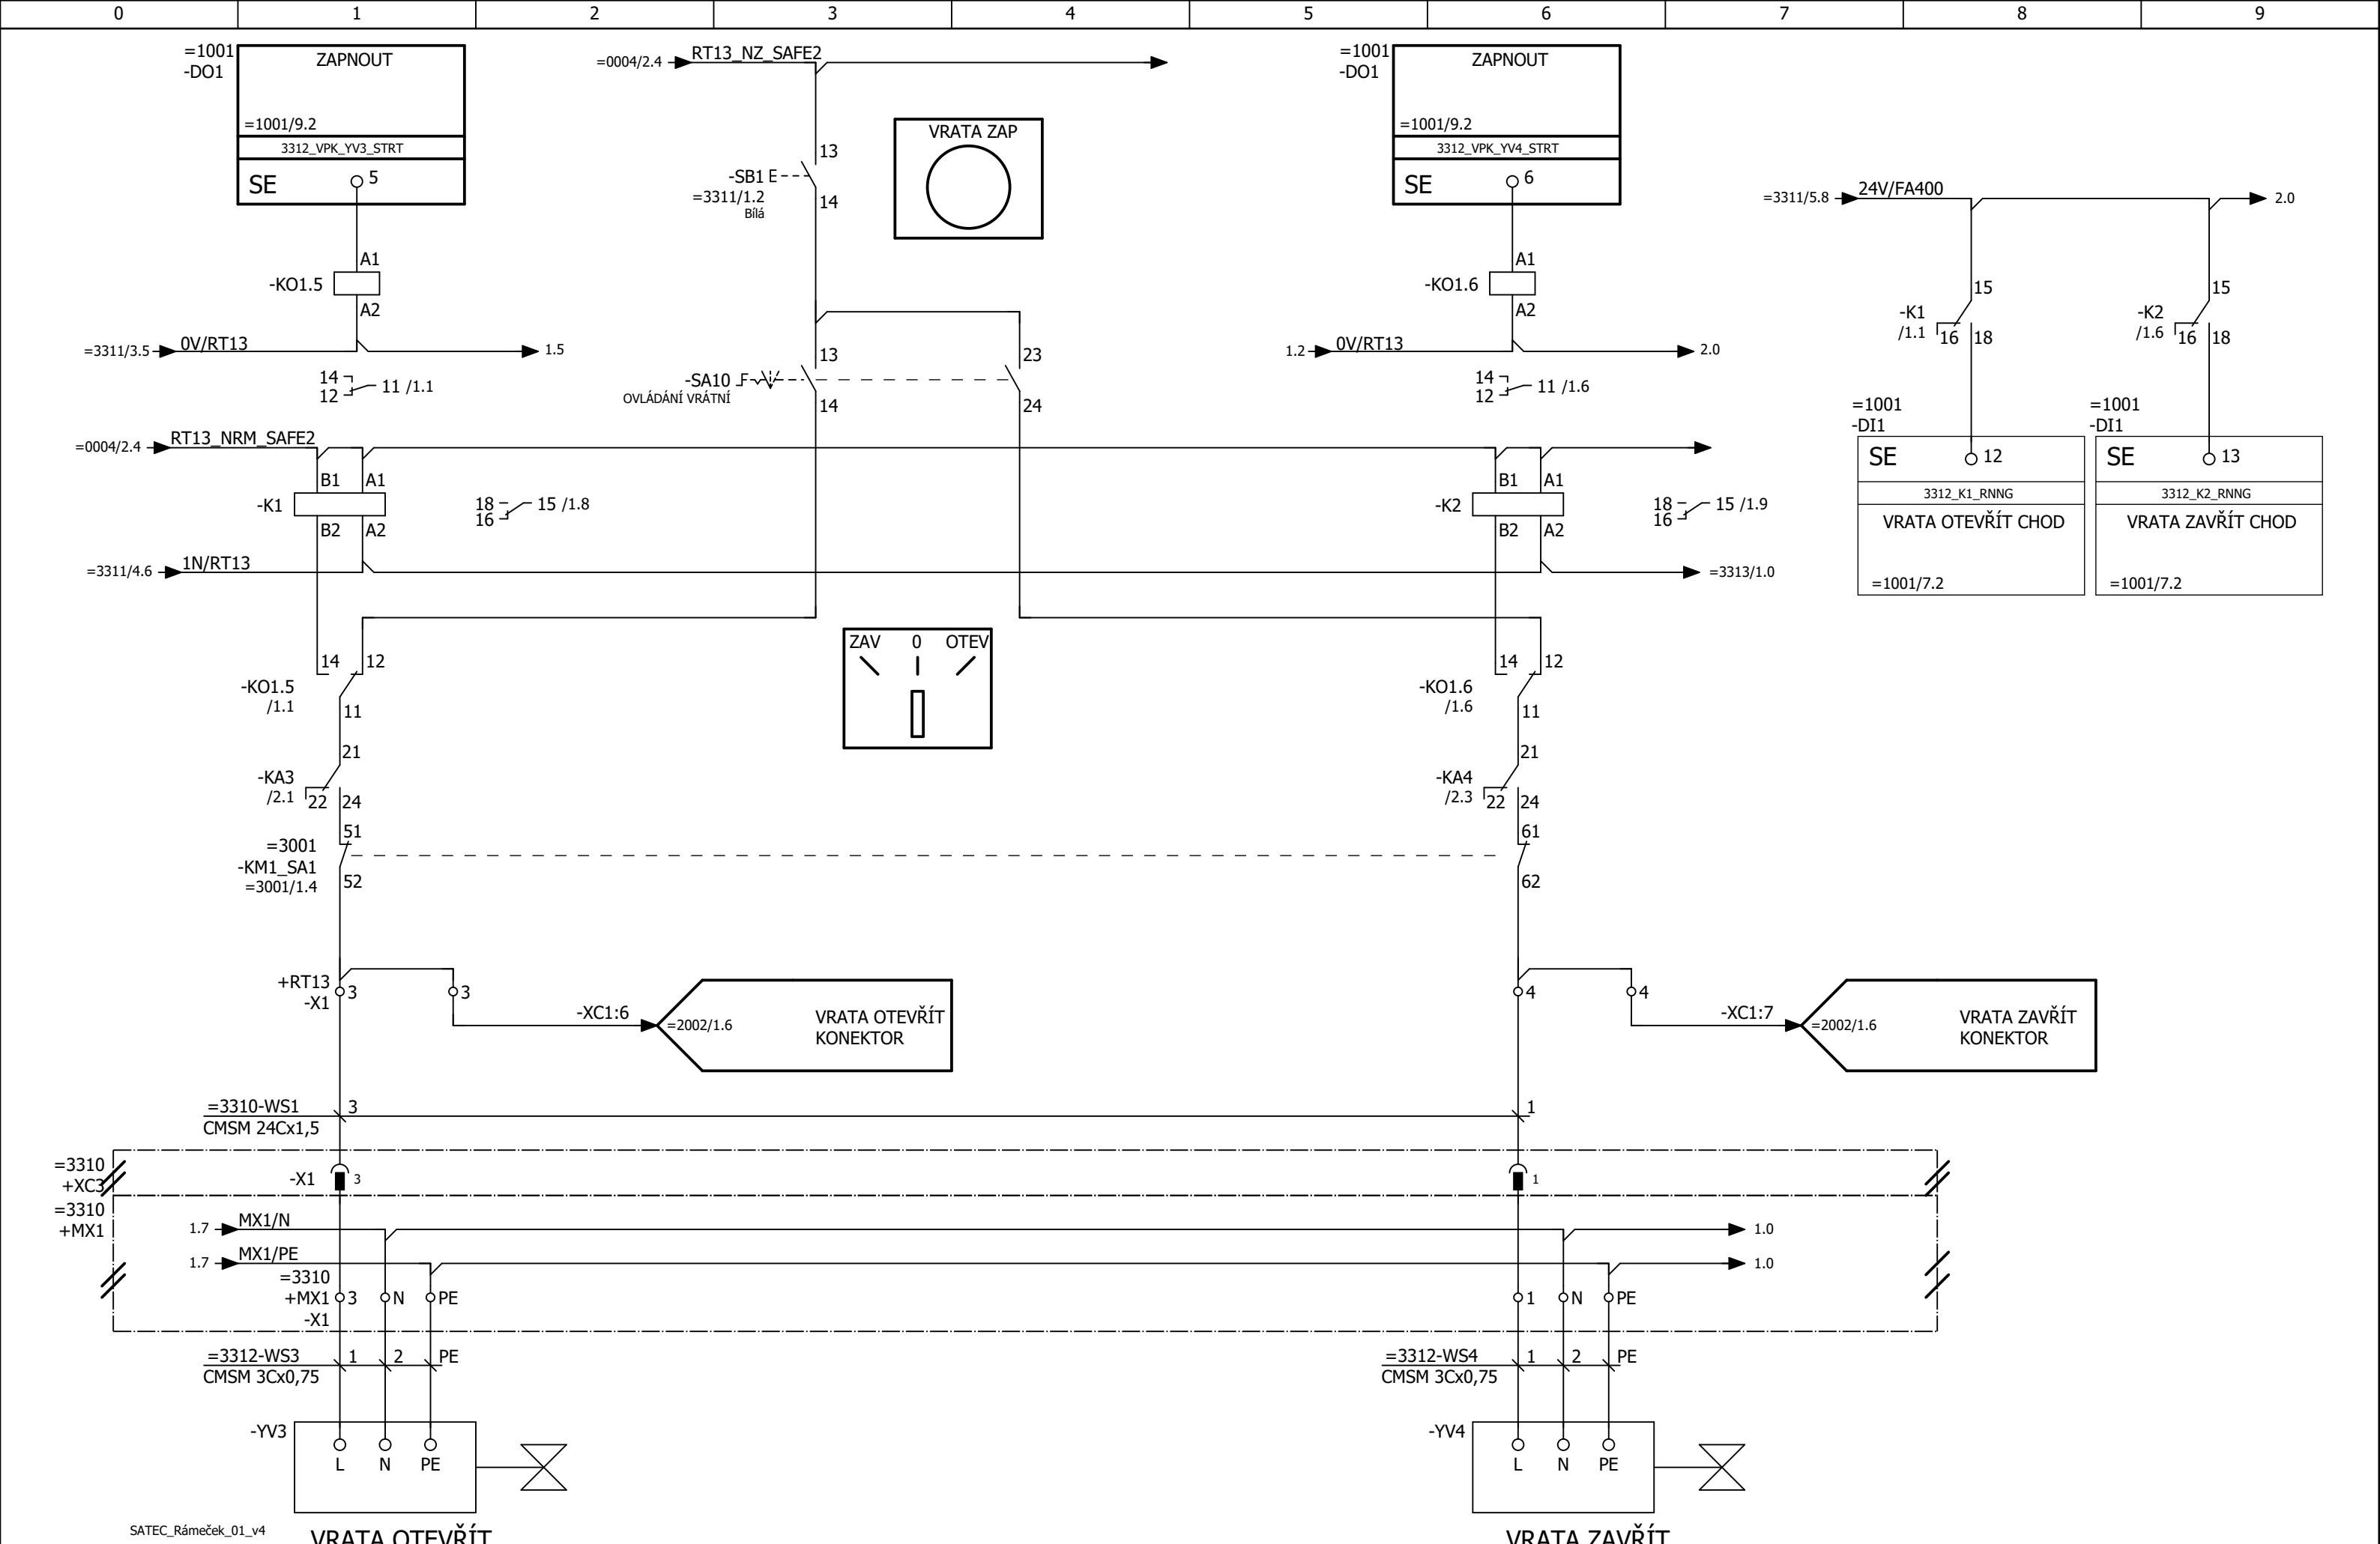 0 1 2 3 4 5 6 7 8 9
=1001
-DO1
ZAPNOUT
=1001/9.2
3312_VPK_YV3_STRT
SE 5
A1
-KO1.5
A2
=3311/3.5 0V/RT13 1.5
14
12 11 /1.1
=0004/2.4 RT13_NZ_SAFE2
13
-SB1
=3311/1.2
14
Bílá
VRATA ZAP
13 23
-SA10
OVLÁDÁNÍ VRÁTNÍ
14 24
=1001
-DO1
ZAPNOUT
=1001/9.2
3312_VPK_YV4_STRT
SE 6
A1
-KO1.6
A2
1.2 0V/RT13 2.0
14
12 11 /1.6
=3311/5.8 24V/FA400 2.0
15 15
-K1
/1.1
16 18
-K2
/1.6
16 18
=1001
-DI1
SE 12
3312_K1_RNNG
VRATA OTEVŘÍT CHOD
=1001/7.2
=1001
-DI1
SE 13
3312_K2_RNNG
VRATA ZAVŘÍT CHOD
=1001/7.2
=0004/2.4 RT13_NRM_SAFE2
B1 A1
-K1
B2 A2
18
16 15 /1.8
B1 A1
-K2
B2 A2
18
16 15 /1.9
=3311/4.6 1N/RT13 =3313/1.0
ZAV 0 OTEV
14 12
-KO1.5
/1.1
11
21
-KA3
/2.1
22 24
51
=3001
-KM1_SA1
=3001/1.4
52
14 12
-KO1.6
/1.6
11
21
-KA4
/2.3
22 24
61
62
+RT13
-X1
3 3
-XC1:6
=2002/1.6
VRATA OTEVŘÍT
KONEKTOR
4 4
-XC1:7
=2002/1.6
VRATA ZAVŘÍT
KONEKTOR
=3310-WS1 3 1
CMSM 24Cx1,5
=3310
+XC3
-X1 3 1
=3310
+MX1
1.7 MX1/N 1.0
1.7 MX1/PE 1.0
=3310
+MX1 3 N PE 1 N PE
-X1
=3312-WS3 1 2 PE
CMSM 3Cx0,75
=3312-WS4 1 2 PE
CMSM 3Cx0,75
-YV3
L N PE
-YV4
L N PE
SATEC_Rámeček_01_v4
VRATA OTEVŘÍT
VRATA ZAVŘÍT